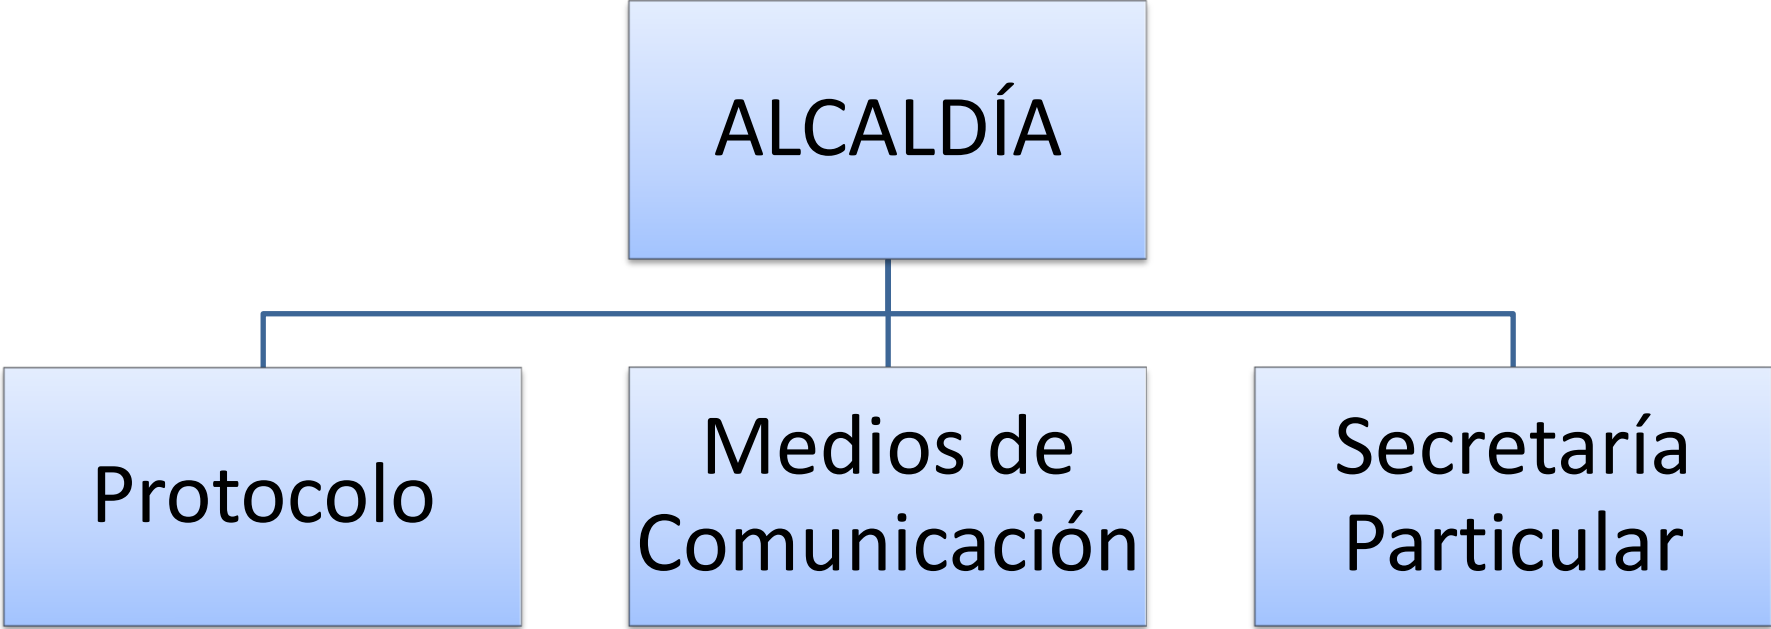 ALCALDÍA
Protocolo
Medios de
Comunicación
Secretaría
Particular